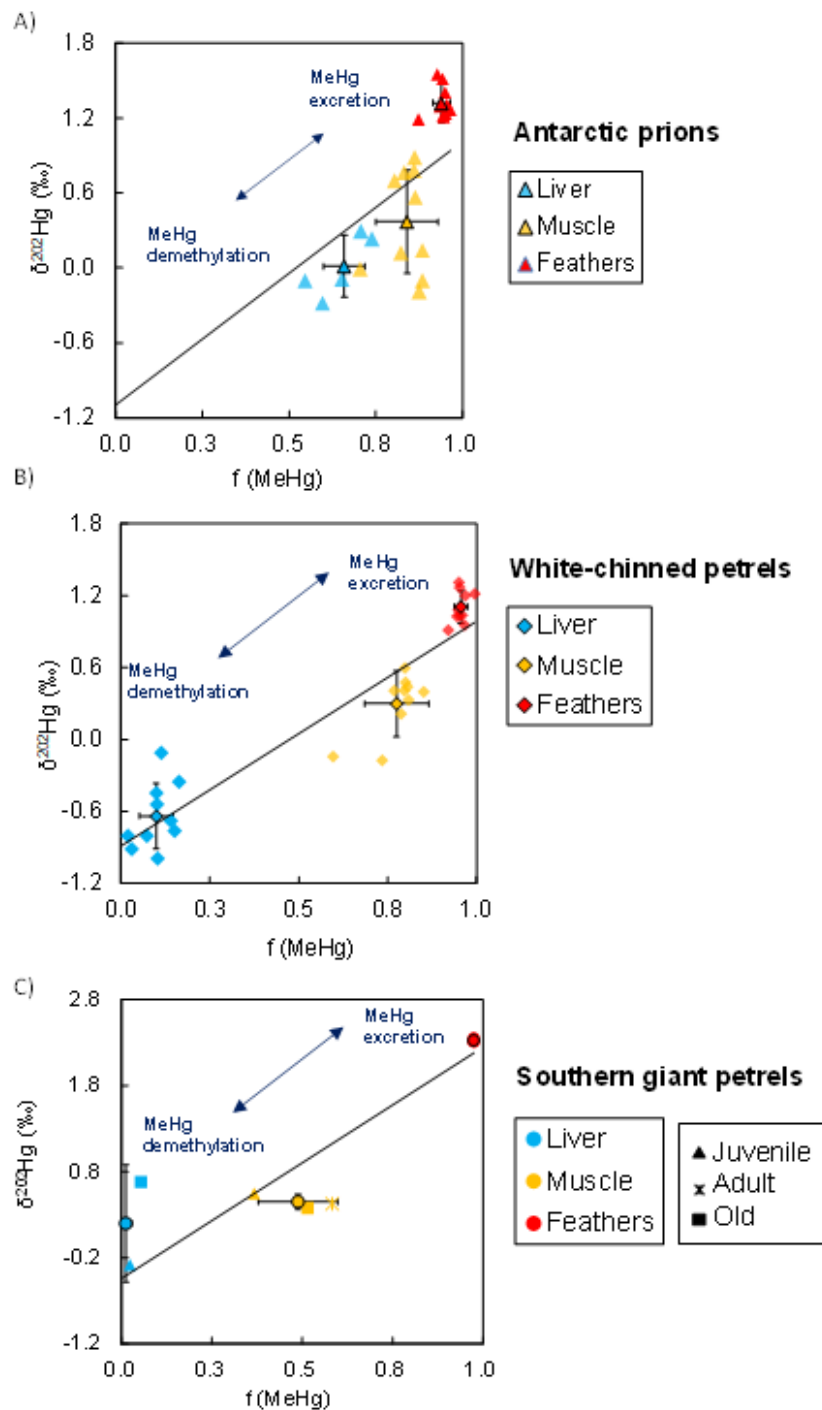 A)
1.8
1.2
0.6
0.0
-0.6
-1.2
δ²⁰²Hg (‰)
MeHg
excretion
MeHg
demethylation
0.0
0.3
0.5
0.8
1.0
f (MeHg)
Antarctic prions
Liver
Muscle
Feathers
B)
1.8
1.2
0.6
0.0
-0.6
-1.2
δ²⁰²Hg (‰)
MeHg
excretion
MeHg
demethylation
0.0
0.3
0.5
0.8
1.0
f (MeHg)
White-chinned petrels
Liver
Muscle
Feathers
C)
2.8
1.8
0.8
-0.2
-1.2
δ²⁰²Hg (‰)
MeHg
excretion
MeHg
demethylation
0.0
0.3
0.5
0.8
1.0
f (MeHg)
Southern giant petrels
Liver
Muscle
Feathers
Juvenile
Adult
Old